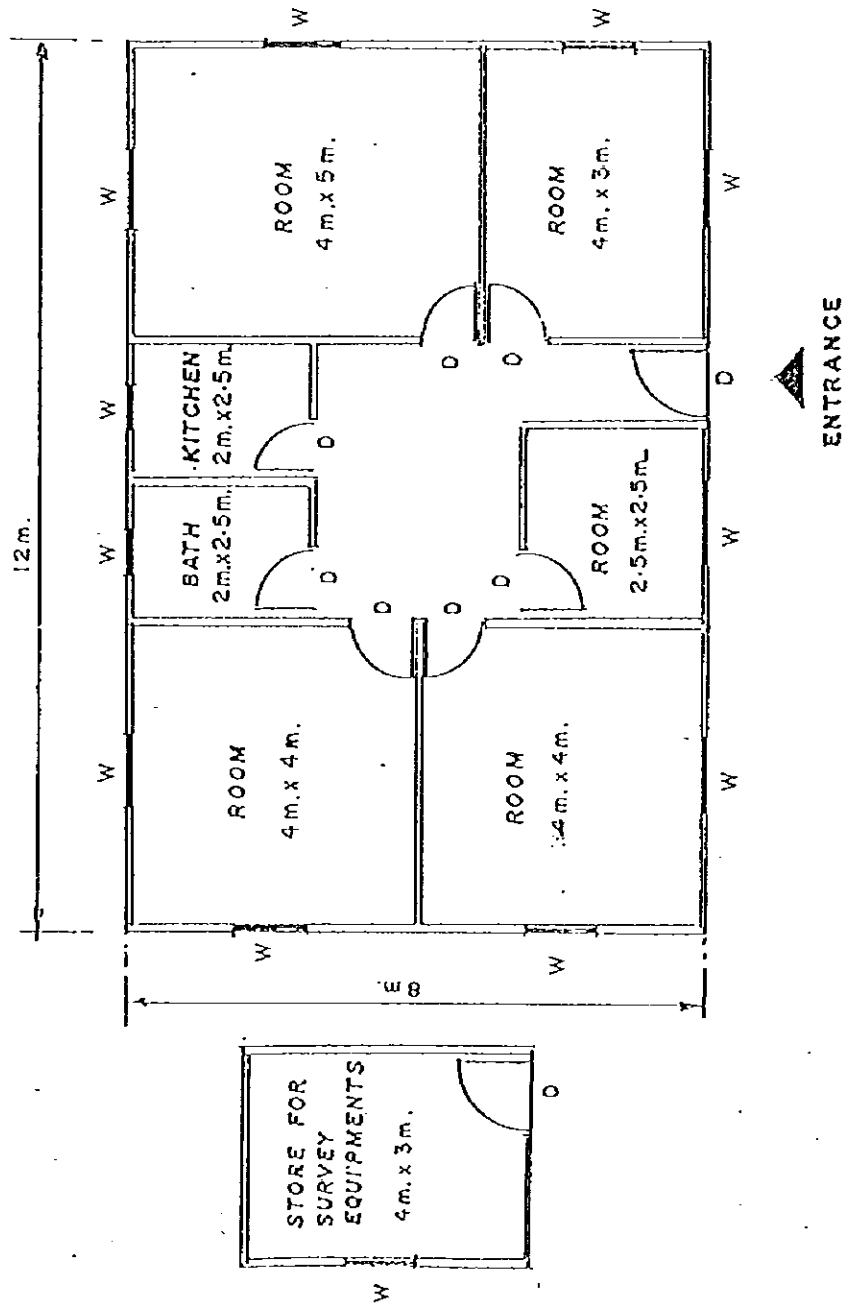 12 m.
W
W
W
W
ROOM
4 m. x 4 m.
BATH
2 m. x 2·5 m.
KITCHEN
2 m. x 2·5 m.
ROOM
4 m. x 5 m.
W
W
D
D
D
D
D
D
D
8 m.
ROOM
4 m. x 4 m.
ROOM
2·5 m. x 2·5 m.
ROOM
4 m. x 3 m.
W
W
W
W
W
D
ENTRANCE
STORE FOR
SURVEY
EQUIPMENTS
4 m. x 3 m.
W
D